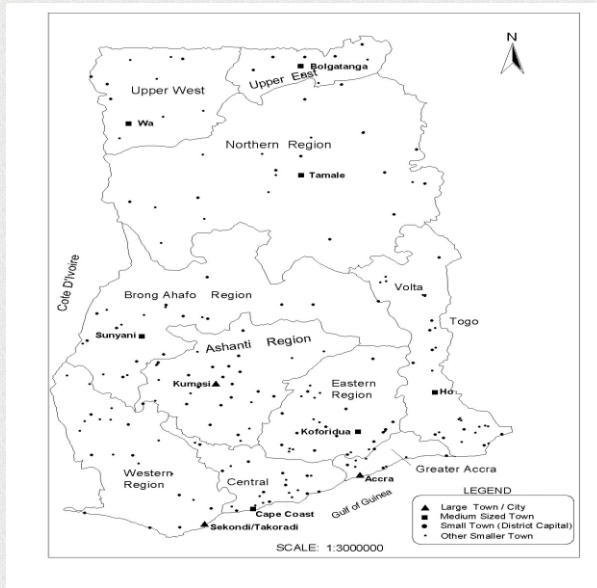 N
Bolgatanga
Upper East
Upper West
Wa
Northern Region
Tamale
Cote D'Ivoire
Volta
Brong Ahafo Region
Togo
Sunyani
Ashanti Region
Kumasi
Eastern
Region
Ho
Koforidua
Greater Accra
Western
Region
Central
Accra
Gulf of Guinea
Cape Coast
Sekondi/Takoradi
LEGEND
Large Town / City
Medium Sized Town
Small Town (District Capital)
Other Smaller Town
SCALE: 1:3000000